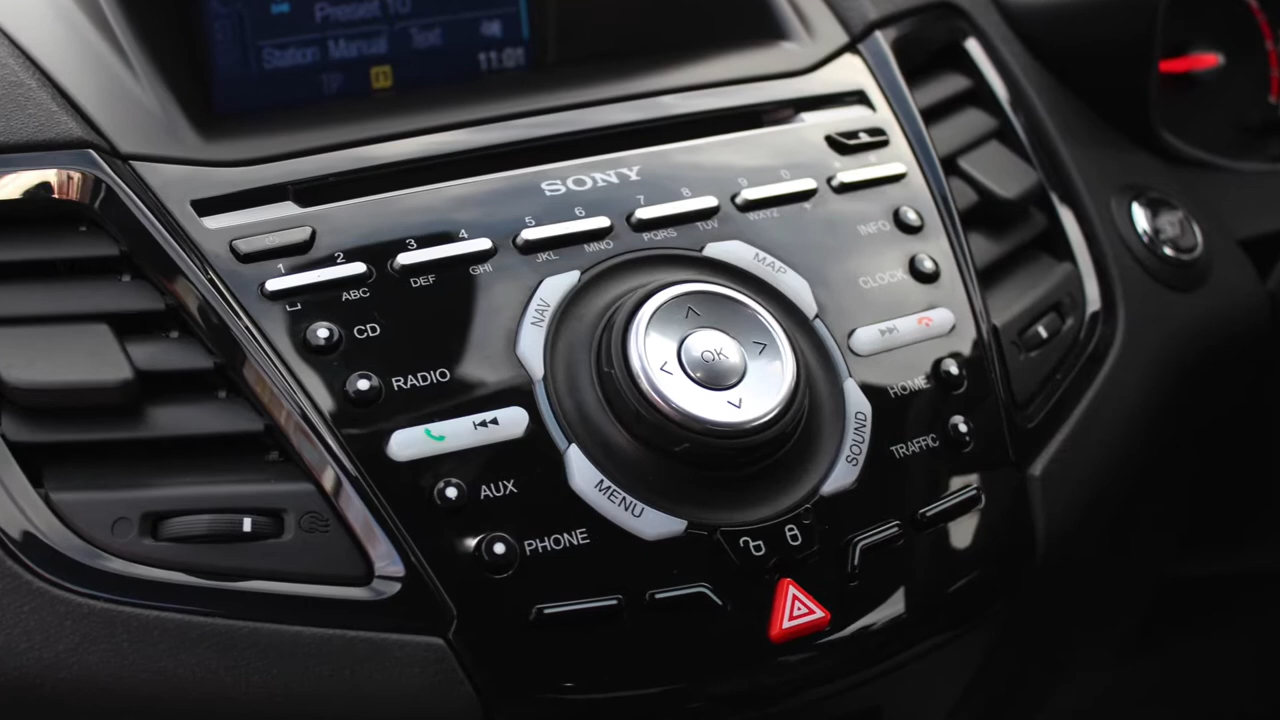 Preset 10
Station Manual Text
TP
11:01
SONY
1 2 3 4 5 6 7 8 9 0
ABC DEF GHI JKL MNO PQRS TUV WXYZ
CD
RADIO
AUX
PHONE
NAV
MAP
OK
MENU
SOUND
INFO
CLOCK
HOME
TRAFFIC
ST